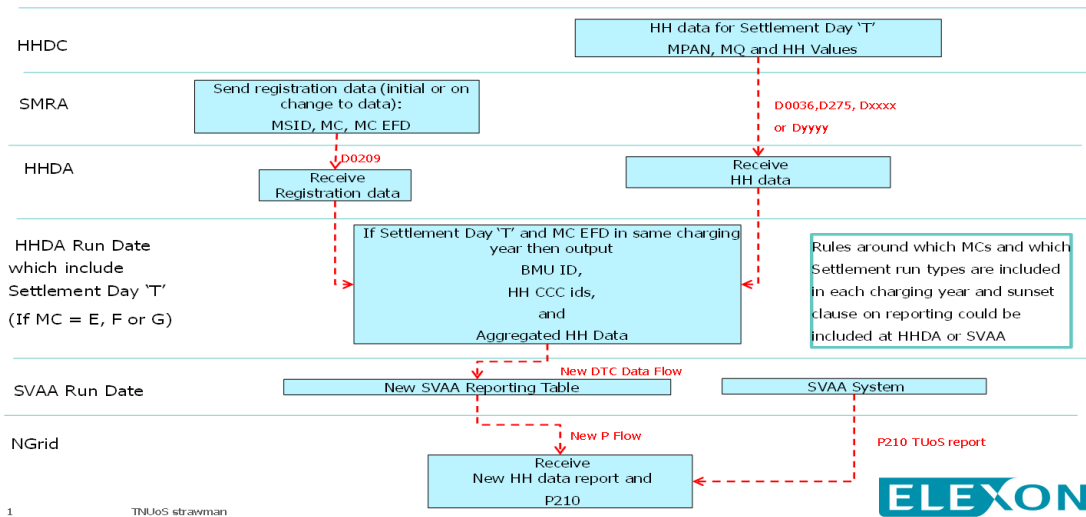 HHDC
HH data for Settlement Day ‘T’
MPAN, MQ and HH Values
SMRA
Send registration data (initial or on
change to data):
MSID, MC, MC EFD
D0036,D275, Dxxxx
or Dyyyy
HHDA
D0209
Receive
Registration data
Receive
HH data
HHDA Run Date
which include
Settlement Day ‘T’
(If MC = E, F or G)
If Settlement Day ‘T’ and MC EFD in same charging
year then output
BMU ID,
HH CCC ids,
and
Aggregated HH Data
Rules around which MCs and which
Settlement run types are included
in each charging year and sunset
clause on reporting could be
included at HHDA or SVAA
New DTC Data Flow
SVAA Run Date
New SVAA Reporting Table
SVAA System
NGrid
New P Flow
P210 TUoS report
Receive
New HH data report and
P210
ELEXON
1
TNUoS strawman